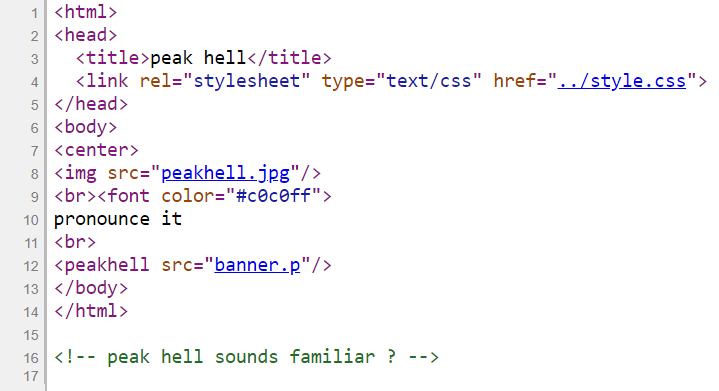 1 <html>
2 <head>
3   <title>peak hell</title>
4   <link rel="stylesheet" type="text/css" href="../style.css">
5 </head>
6 <body>
7 <center>
8 <img src="peakhell.jpg"/>
9 <br><font color="#c0c0ff">
10 pronounce it
11 <br>
12 <peakhell src="banner.p"/>
13 </body>
14 </html>
15
16 <!-- peak hell sounds familiar ? -->
17